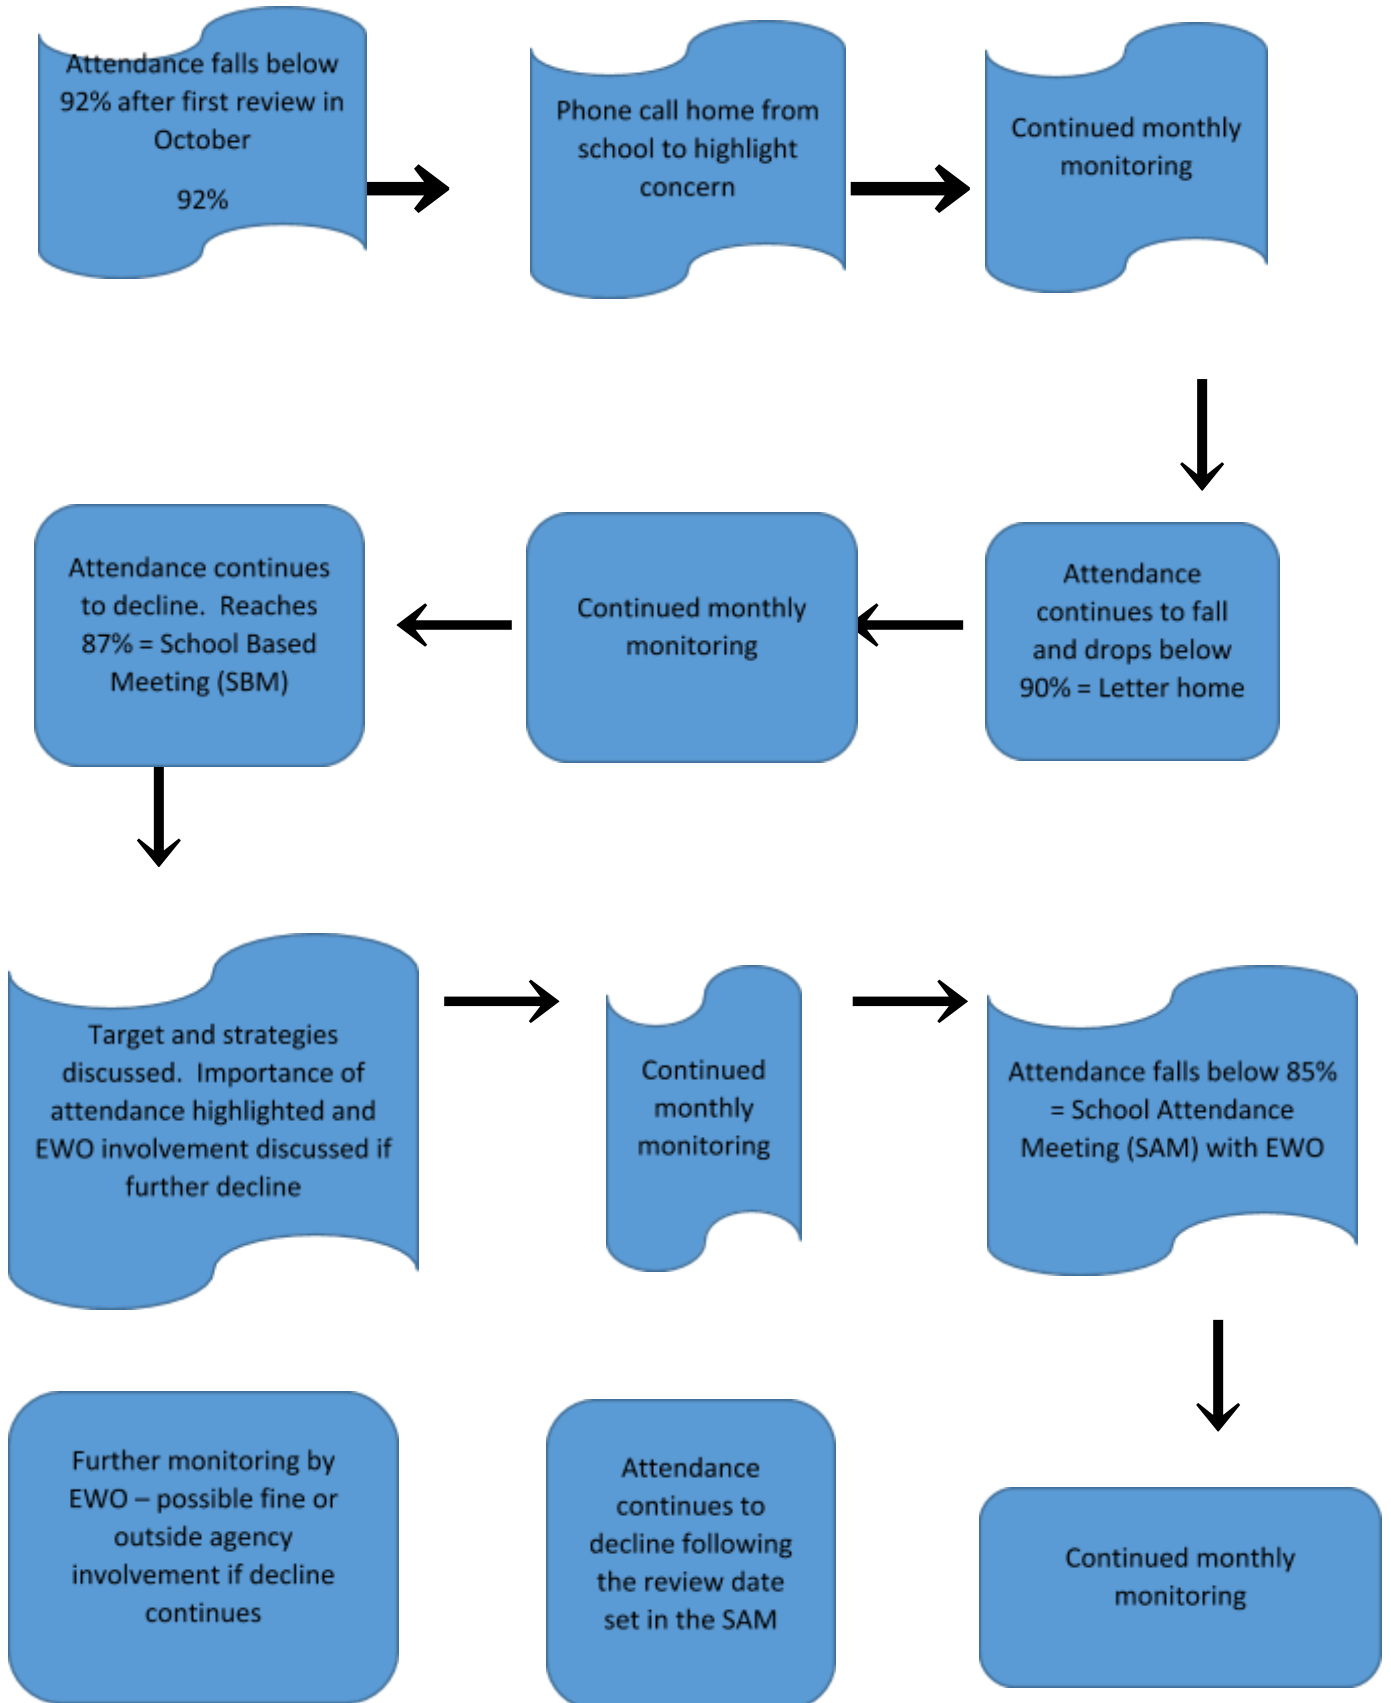 Attendance falls below
92% after first review in
October
92%
Phone call home from
school to highlight
concern
Continued monthly
monitoring
Attendance
continues to fall
and drops below
90% = Letter home
Continued monthly
monitoring
Attendance continues
to decline.  Reaches
87% = School Based
Meeting (SBM)
Target and strategies
discussed.  Importance of
attendance highlighted and
EWO involvement discussed if
further decline
Continued
monthly
monitoring
Attendance falls below 85%
= School Attendance
Meeting (SAM) with EWO
Continued monthly
monitoring
Attendance
continues to
decline following
the review date
set in the SAM
Further monitoring by
EWO – possible fine or
outside agency
involvement if decline
continues